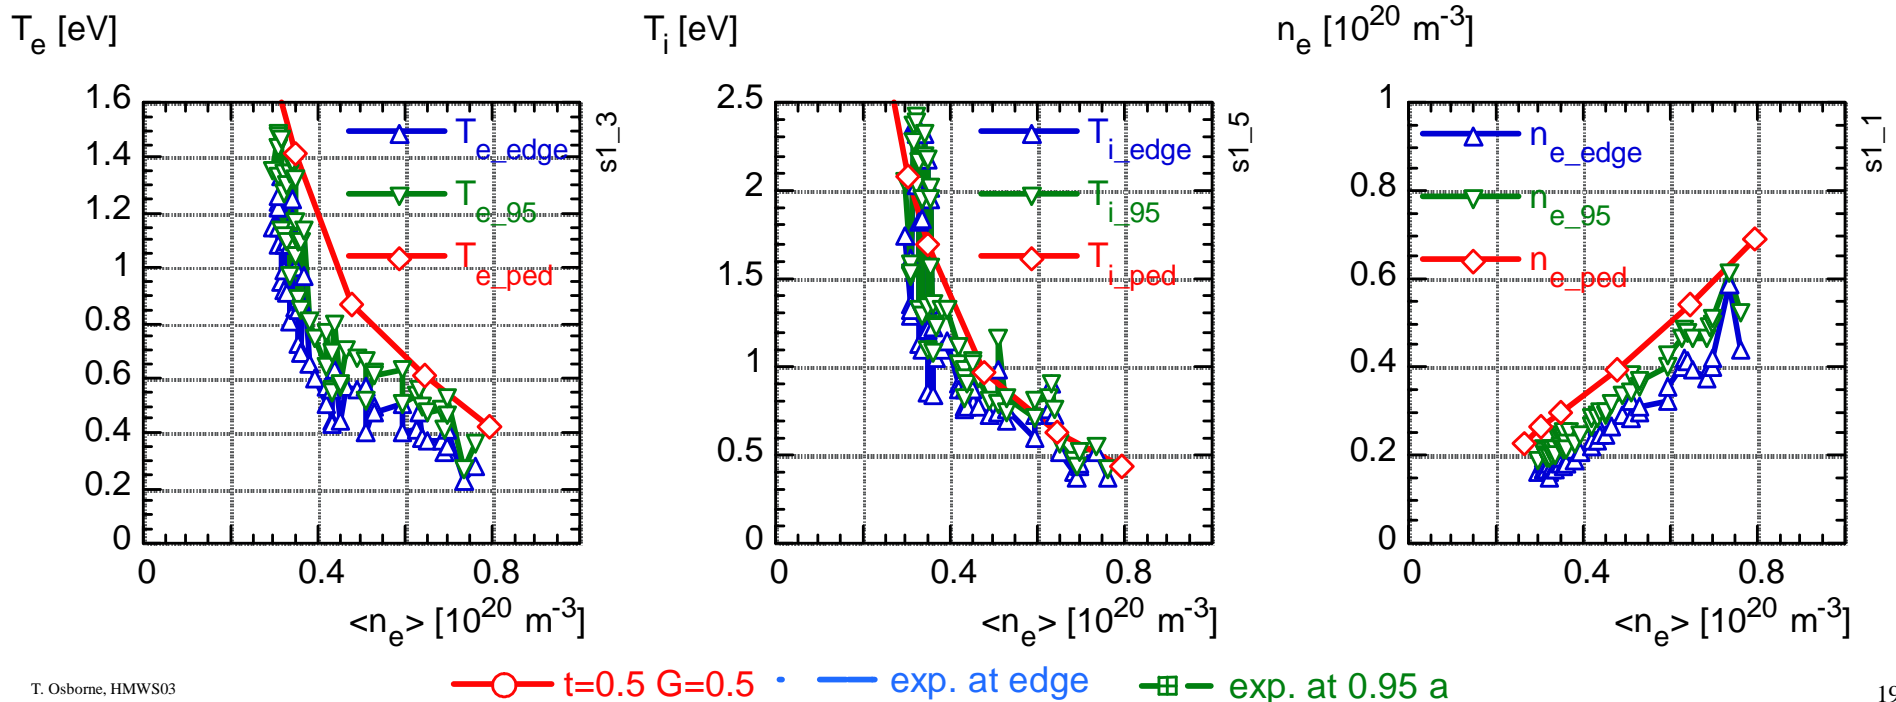 T_e [eV]
1.6
1.4
1.2
1
0.8
0.6
0.4
0.2
0
0 0.4 0.8
<n_e> [10^20 m^-3]
T_e_edge
T_e_95
T_e_ped
s1_3
T_i [eV]
2.5
2
1.5
1
0.5
0
0 0.4 0.8
<n_e> [10^20 m^-3]
T_i_edge
T_i_95
T_i_ped
s1_5
n_e [10^20 m^-3]
1
0.8
0.6
0.4
0.2
0
0 0.4 0.8
<n_e> [10^20 m^-3]
n_e_edge
n_e_95
n_e_ped
s1_1
t=0.5 G=0.5 exp. at edge exp. at 0.95 a
T. Osborne, HMWS03
19